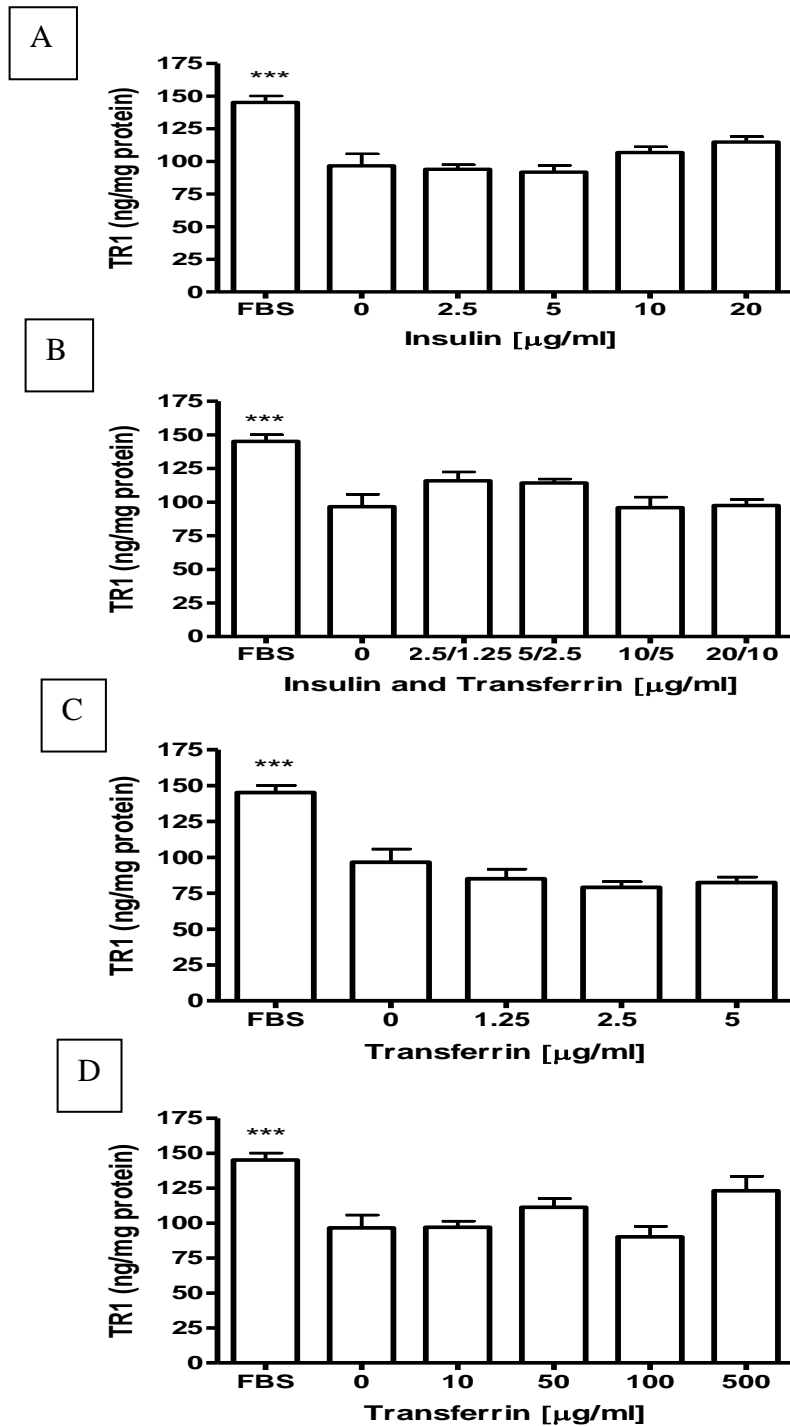 A
175
***
150
125
100
75
50
25
0
TR1 (ng/mg protein)
FBS 0 2.5 5 10 20
Insulin [μg/ml]
B
175
***
150
125
100
75
50
25
0
TR1 (ng/mg protein)
FBS 0 2.5/1.25 5/2.5 10/5 20/10
Insulin and Transferrin [μg/ml]
C
175
***
150
125
100
75
50
25
0
TR1 (ng/mg protein)
FBS 0 1.25 2.5 5
Transferrin [μg/ml]
D
175
***
150
125
100
75
50
25
0
TR1 (ng/mg protein)
FBS 0 10 50 100 500
Transferrin [μg/ml]